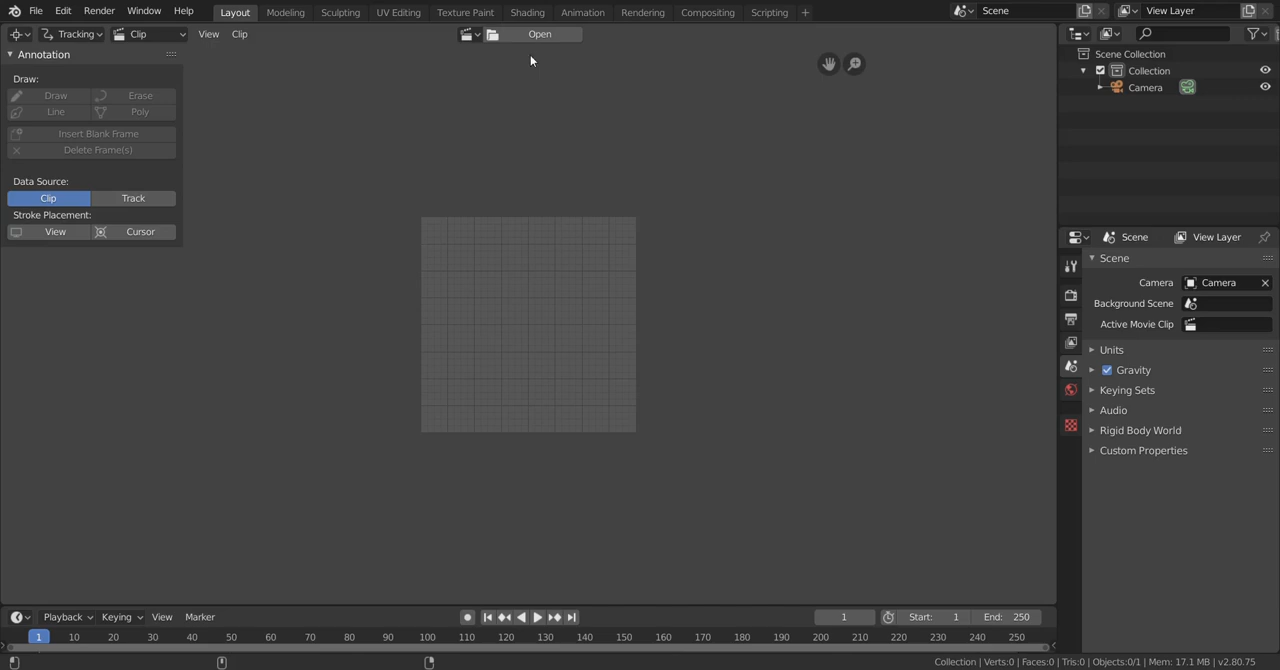 File Edit Render Window Help Layout Modeling Sculpting UV Editing Texture Paint Shading Animation Rendering Compositing Scripting + Scene View Layer
Tracking Clip View Clip Open
Annotation
Draw:
Draw Erase
Line Poly
Insert Blank Frame
Delete Frame(s)
Data Source:
Clip Track
Stroke Placement:
View Cursor
Scene Collection
Collection
Camera
Scene View Layer
Scene
Camera Camera
Background Scene
Active Movie Clip
Units
Gravity
Keying Sets
Audio
Rigid Body World
Custom Properties
Playback Keying View Marker 1 Start: 1 End: 250
1 10 20 30 40 50 60 70 80 90 100 110 120 130 140 150 160 170 180 190 200 210 220 230 240 250
Collection | Verts:0 | Faces:0 | Tris:0 | Objects:0/1 | Mem: 17.1 MB | v2.80.75